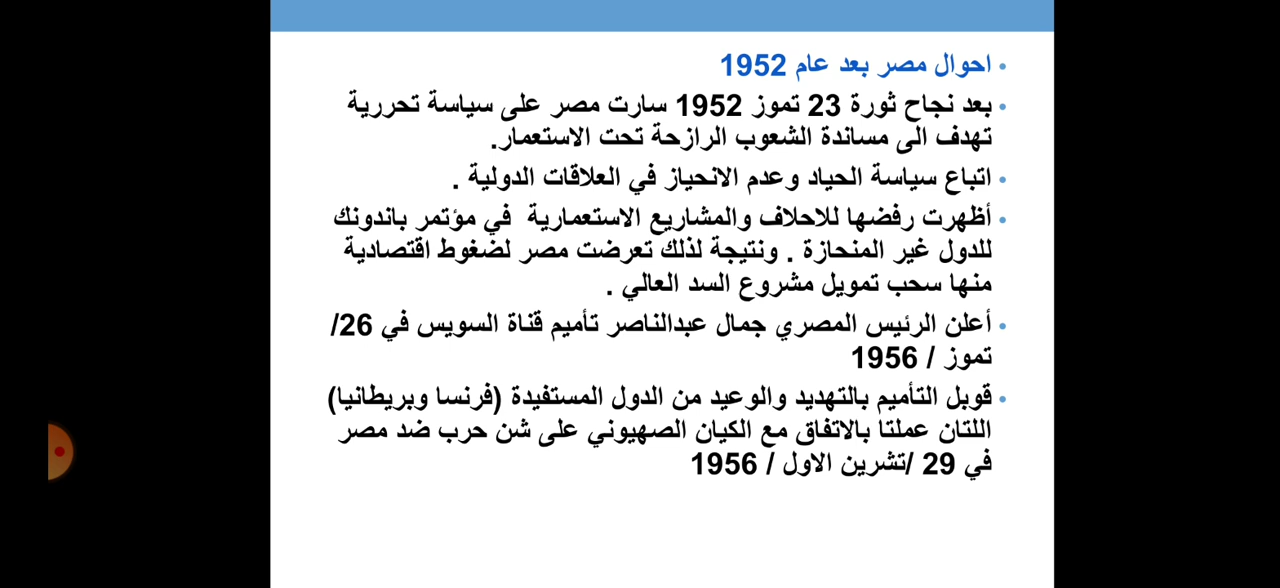 احوال مصر بعد عام 1952
بعد نجاح ثورة 23 تموز 1952 سارت مصر على سياسة تحررية
تهدف الى مساندة الشعوب الرازحة تحت الاستعمار.
اتباع سياسة الحياد وعدم الانحياز في العلاقات الدولية .
أظهرت رفضها للاحلاف والمشاريع الاستعمارية في مؤتمر باندونك
للدول غير المنحازة . ونتيجة لذلك تعرضت مصر لضغوط اقتصادية
منها سحب تمويل مشروع السد العالي .
أعلن الرئيس المصري جمال عبدالناصر تأميم قناة السويس في 26/
تموز / 1956
قوبل التأميم بالتهديد والوعيد من الدول المستفيدة (فرنسا وبريطانيا)
اللتان عملتا بالاتفاق مع الكيان الصهيوني على شن حرب ضد مصر
في 29 /تشرين الاول / 1956